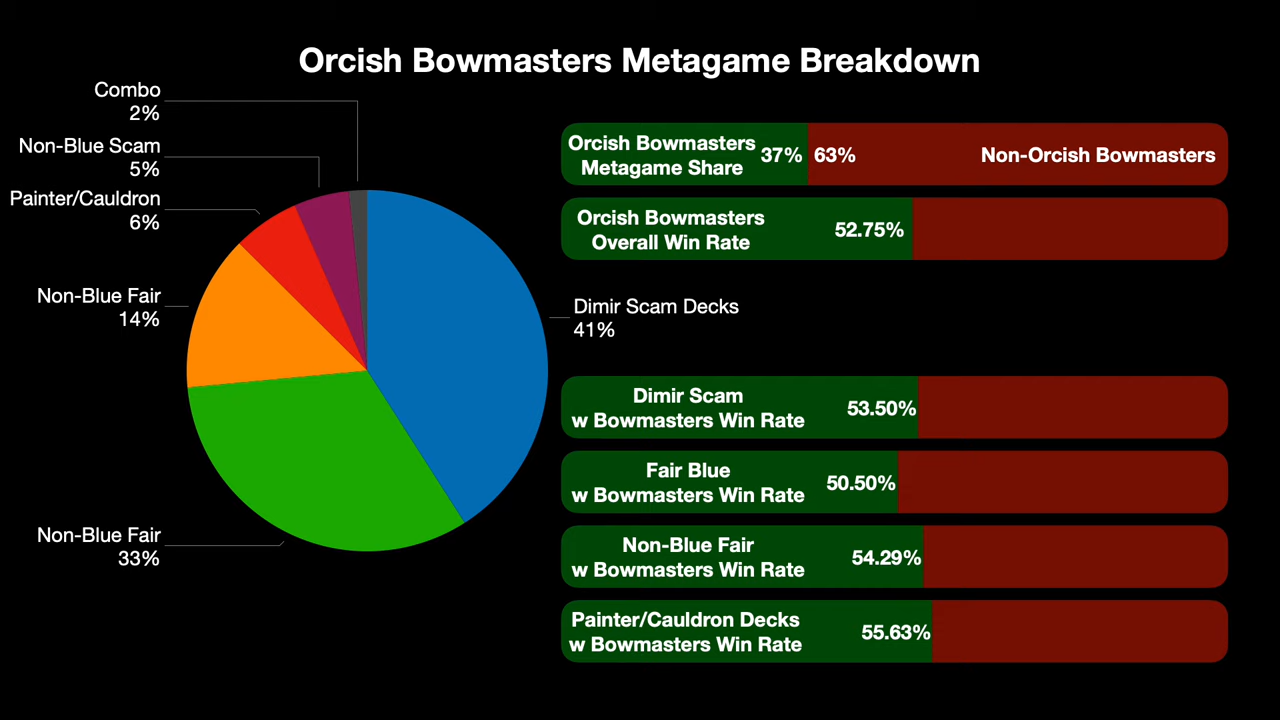 Orcish Bowmasters Metagame Breakdown
Combo
2%
Non-Blue Scam
5%
Painter/Cauldron
6%
Non-Blue Fair
14%
Non-Blue Fair
33%
Dimir Scam Decks
41%
Orcish Bowmasters
Metagame Share
37%
63%
Non-Orcish Bowmasters
Orcish Bowmasters
Overall Win Rate
52.75%
Dimir Scam
w Bowmasters Win Rate
53.50%
Fair Blue
w Bowmasters Win Rate
50.50%
Non-Blue Fair
w Bowmasters Win Rate
54.29%
Painter/Cauldron Decks
w Bowmasters Win Rate
55.63%